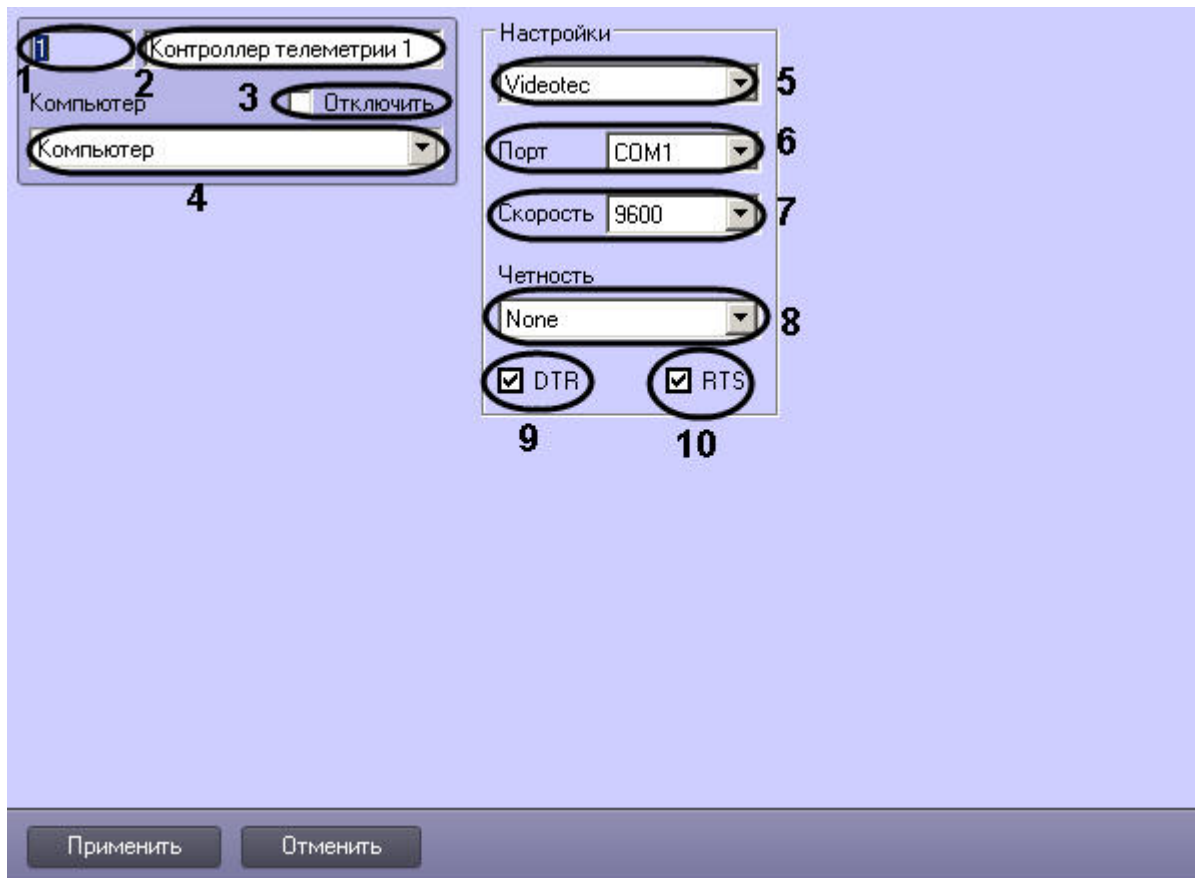 1 Контроллер телеметрии 1
1 2
Компьютер 3 Отключить
Компьютер
4
Настройки
Videotec 5
Порт COM1 6
Скорость 9600 7
Четность
None 8
DTR RTS
9 10
Применить Отменить